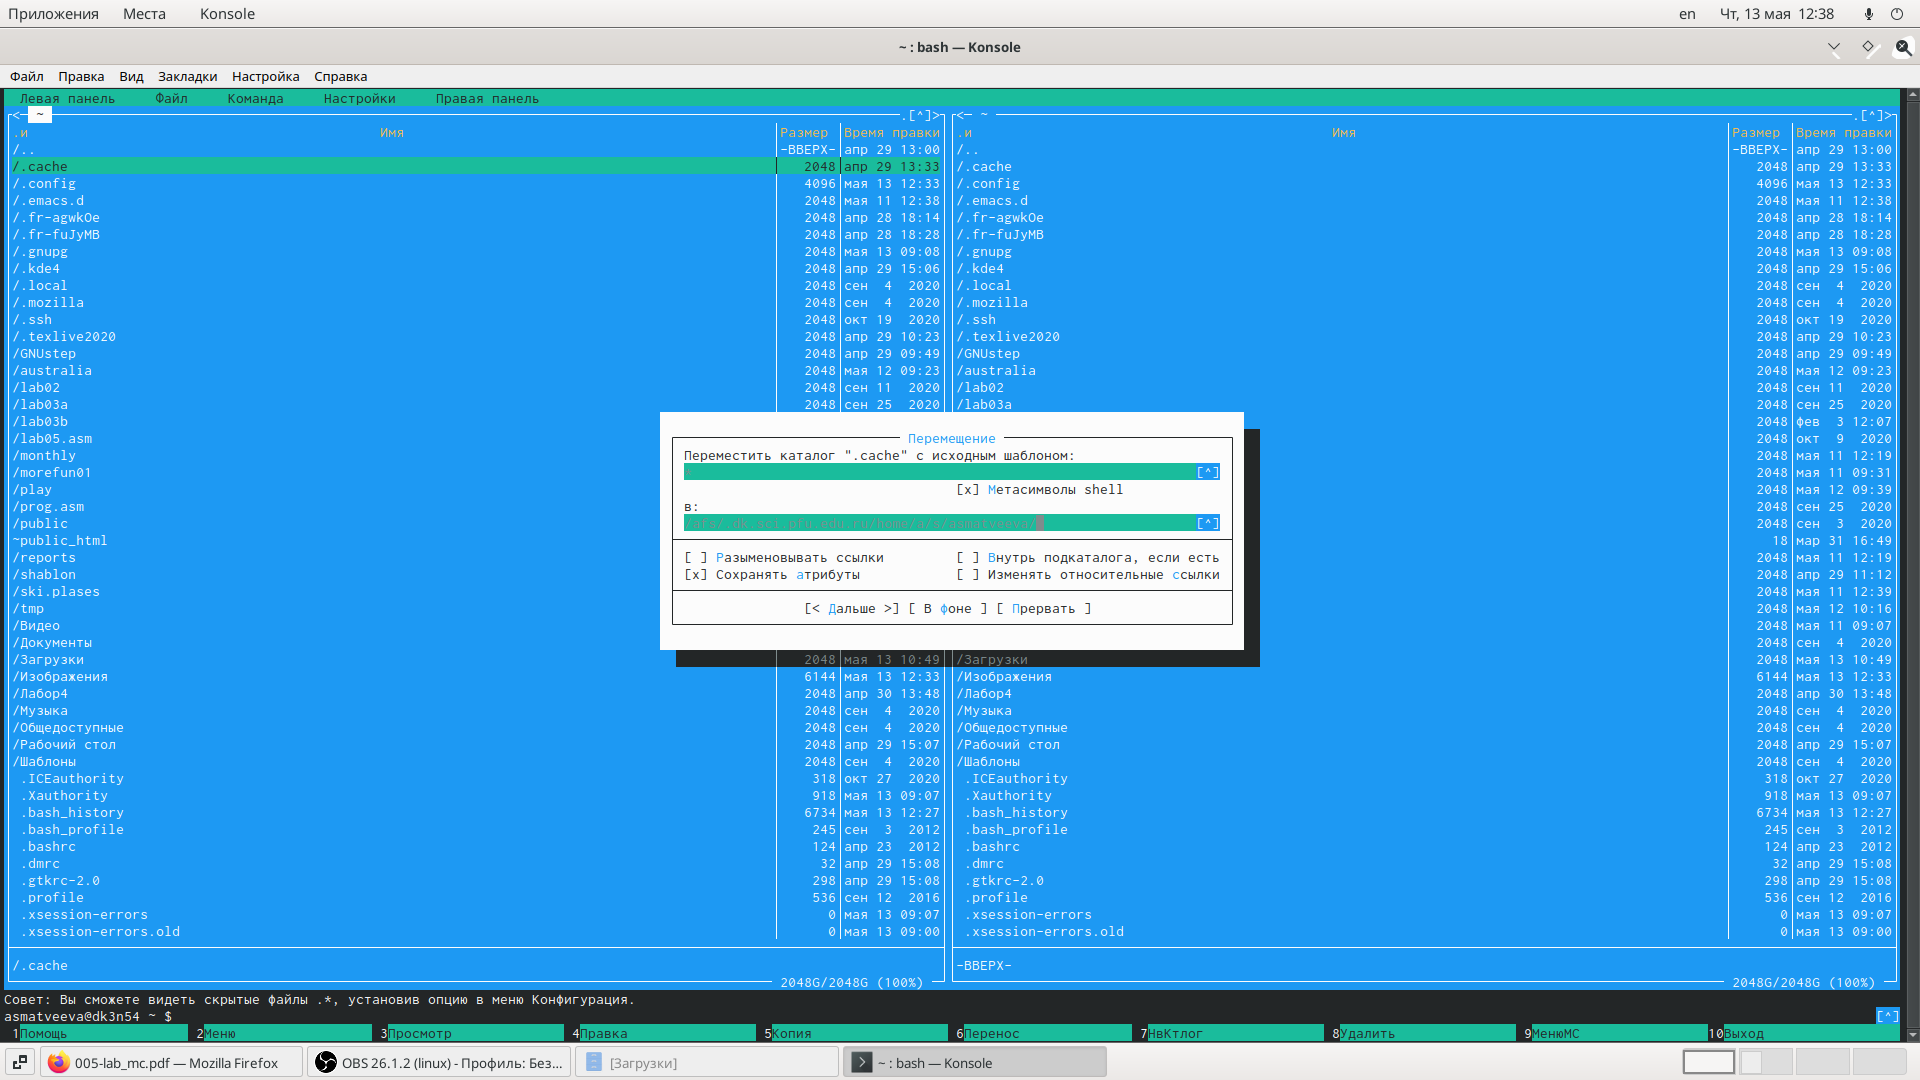 Приложения Места Konsole en Чт, 13 мая 12:38
~ : bash — Konsole
Файл Правка Вид Закладки Настройка Справка
Левая панель Файл Команда Настройки Правая панель
<─ ~ .[^]> <─ ~ .[^]>
.и Имя Размер Время правки .и Имя Размер Время правки
/.. -ВВЕРХ- апр 29 13:00 /.. -ВВЕРХ- апр 29 13:00
/.cache 2048 апр 29 13:33 /.cache 2048 апр 29 13:33
/.config 4096 мая 13 12:33 /.config 4096 мая 13 12:33
/.emacs.d 2048 мая 11 12:38 /.emacs.d 2048 мая 11 12:38
/.fr-agwkOe 2048 апр 28 18:14 /.fr-agwkOe 2048 апр 28 18:14
/.fr-fuJyMB 2048 апр 28 18:28 /.fr-fuJyMB 2048 апр 28 18:28
/.gnupg 2048 мая 13 09:08 /.gnupg 2048 мая 13 09:08
/.kde4 2048 апр 29 15:06 /.kde4 2048 апр 29 15:06
/.local 2048 сен 4 2020 /.local 2048 сен 4 2020
/.mozilla 2048 сен 4 2020 /.mozilla 2048 сен 4 2020
/.ssh 2048 окт 19 2020 /.ssh 2048 окт 19 2020
/.texlive2020 2048 апр 29 10:23 /.texlive2020 2048 апр 29 10:23
/GNUstep 2048 апр 29 09:49 /GNUstep 2048 апр 29 09:49
/australia 2048 мая 12 09:23 /australia 2048 мая 12 09:23
/lab02 2048 сен 11 2020 /lab02 2048 сен 11 2020
/lab03a 2048 сен 25 2020 /lab03a 2048 сен 25 2020
/lab03b 2048 фев 3 12:07
/lab05.asm Перемещение 2048 окт 9 2020
/monthly Переместить каталог ".cache" с исходным шаблоном: 2048 мая 11 12:19
/morefun01 [^] 2048 мая 11 09:31
/play [x] Метасимволы shell 2048 мая 12 09:39
/prog.asm в: 2048 сен 25 2020
/public [^] 2048 сен 3 2020
~public_html 18 мар 31 16:49
/reports [ ] Разыменовывать ссылки [ ] Внутрь подкаталога, если есть 2048 мая 11 12:19
/shablon [x] Сохранять атрибуты [ ] Изменять относительные ссылки 2048 апр 29 11:12
/ski.plases 2048 мая 11 12:39
/tmp [< Дальше >] [ В фоне ] [ Прервать ] 2048 мая 12 10:16
/Видео 2048 мая 11 09:07
/Документы 2048 сен 4 2020
/Загрузки 2048 мая 13 10:49 /Загрузки 2048 мая 13 10:49
/Изображения 6144 мая 13 12:33 /Изображения 6144 мая 13 12:33
/Лабор4 2048 апр 30 13:48 /Лабор4 2048 апр 30 13:48
/Музыка 2048 сен 4 2020 /Музыка 2048 сен 4 2020
/Общедоступные 2048 сен 4 2020 /Общедоступные 2048 сен 4 2020
/Рабочий стол 2048 апр 29 15:07 /Рабочий стол 2048 апр 29 15:07
/Шаблоны 2048 сен 4 2020 /Шаблоны 2048 сен 4 2020
.ICEauthority 318 окт 27 2020 .ICEauthority 318 окт 27 2020
.Xauthority 918 мая 13 09:07 .Xauthority 918 мая 13 09:07
.bash_history 6734 мая 13 12:27 .bash_history 6734 мая 13 12:27
.bash_profile 245 сен 3 2012 .bash_profile 245 сен 3 2012
.bashrc 124 апр 23 2012 .bashrc 124 апр 23 2012
.dmrc 32 апр 29 15:08 .dmrc 32 апр 29 15:08
.gtkrc-2.0 298 апр 29 15:08 .gtkrc-2.0 298 апр 29 15:08
.profile 536 сен 12 2016 .profile 536 сен 12 2016
.xsession-errors 0 мая 13 09:07 .xsession-errors 0 мая 13 09:07
.xsession-errors.old 0 мая 13 09:00 .xsession-errors.old 0 мая 13 09:00
/.cache -ВВЕРХ-
2048G/2048G (100%) 2048G/2048G (100%)
Совет: Вы сможете видеть скрытые файлы .*, установив опцию в меню Конфигурация.
asmatveeva@dk3n54 ~ $ [^]
1Помощь 2Меню 3Просмотр 4Правка 5Копия 6Перенос 7НвКтлог 8Удалить 9МенюMC 10Выход
005-lab_mc.pdf — Mozilla Firefox OBS 26.1.2 (linux) - Профиль: Без... [Загрузки] ~ : bash — Konsole